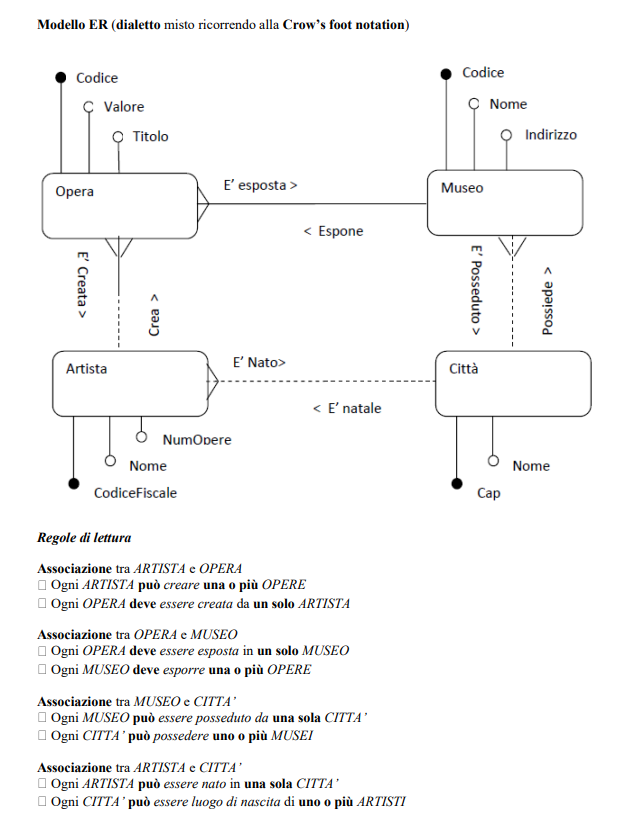 Modello ER (dialetto misto ricorrendo alla Crow’s foot notation)
Codice
Valore
Titolo
Codice
Nome
Indirizzo
Opera
E’ esposta >
Museo
< Espone
E’ Creata >
Crea >
E’ Posseduto >
Possiede >
Artista
E’ Nato>
Città
< E’ natale
NumOpere
Nome
CodiceFiscale
Nome
Cap
Regole di lettura
Associazione tra ARTISTA e OPERA
□ Ogni ARTISTA può creare una o più OPERE
□ Ogni OPERA deve essere creata da un solo ARTISTA
Associazione tra OPERA e MUSEO
□ Ogni OPERA deve essere esposta in un solo MUSEO
□ Ogni MUSEO deve esporre una o più OPERE
Associazione tra MUSEO e CITTA’
□ Ogni MUSEO può essere posseduto da una sola CITTA’
□ Ogni CITTA’ può possedere uno o più MUSEI
Associazione tra ARTISTA e CITTA’
□ Ogni ARTISTA può essere nato in una sola CITTA’
□ Ogni CITTA’ può essere luogo di nascita di uno o più ARTISTI